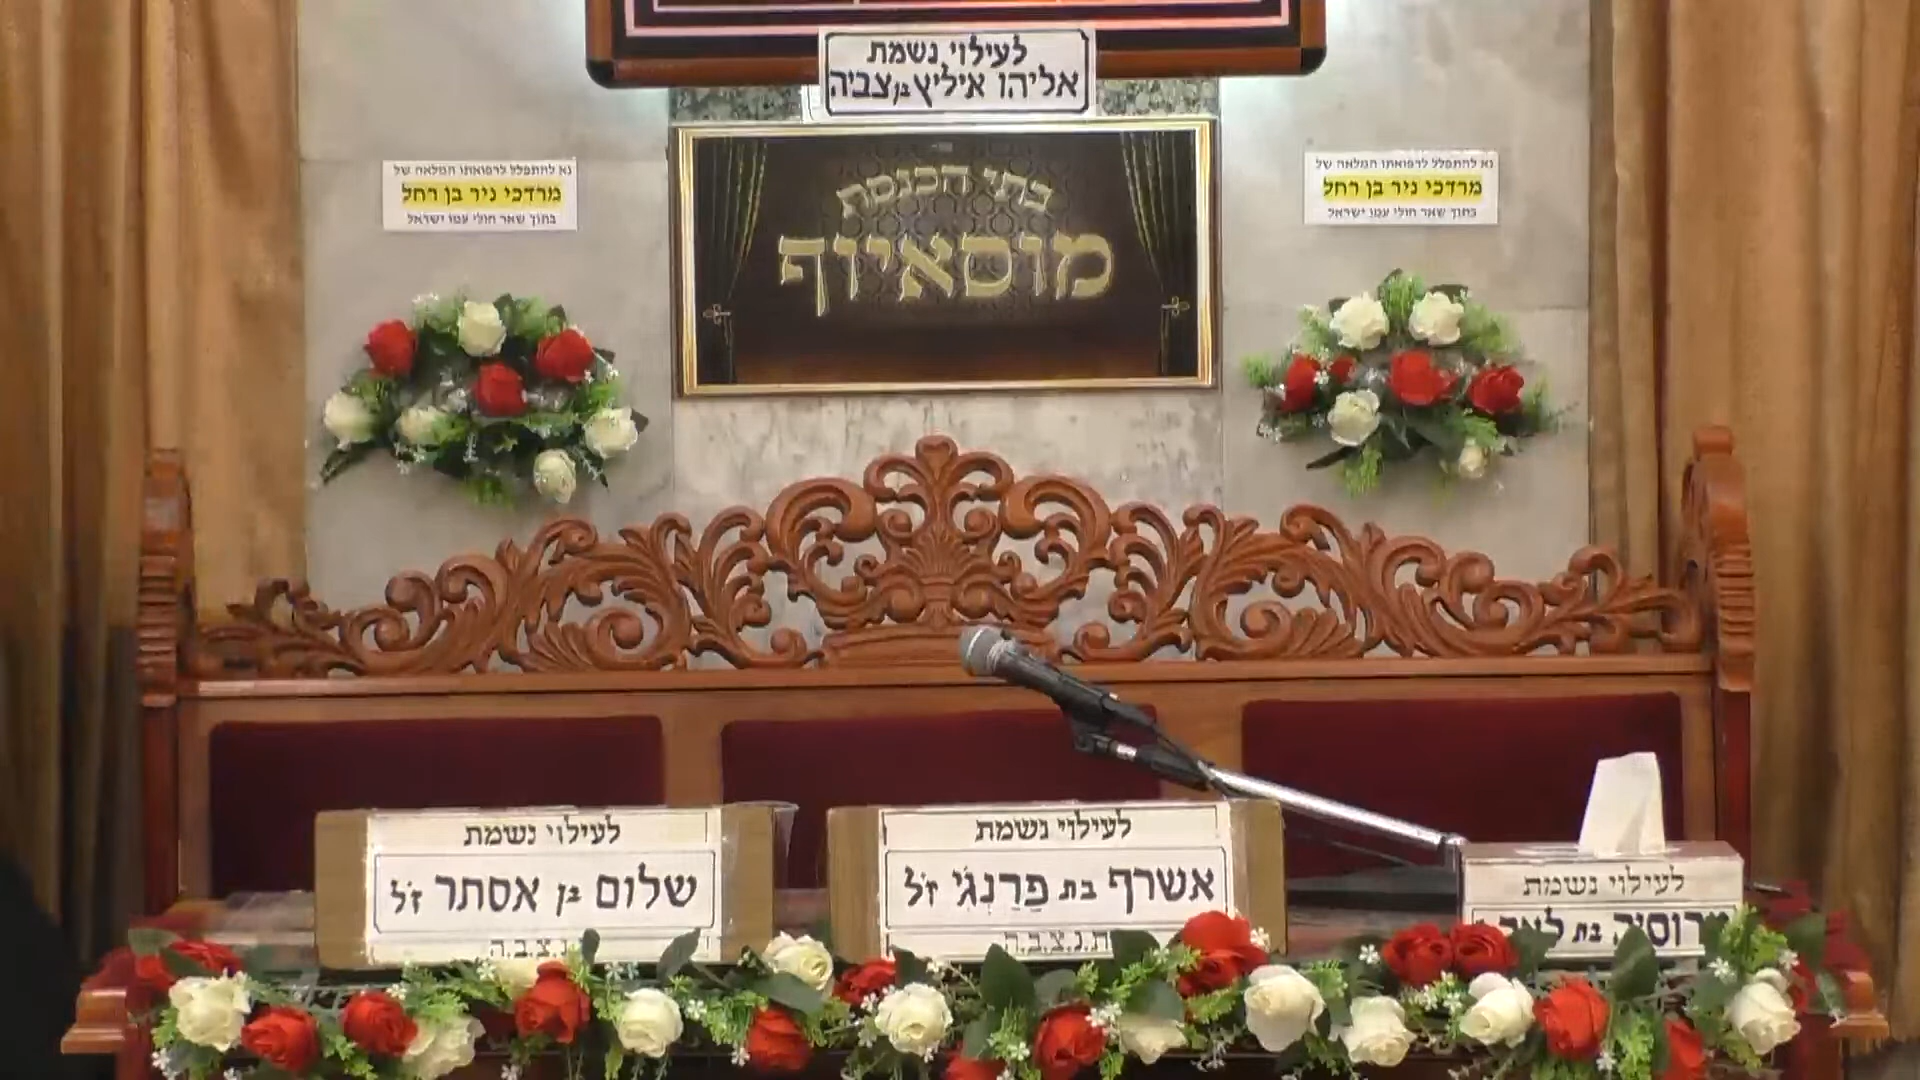 לעילוי נשמת
אליהו איליץ בן צביה
נא להתפלל לרפואתו המלאה של
מרדכי ניר בן רחל
בתוך שאר חולי עמו ישראל
בתי הכנסת
מוסאיוף
נא להתפלל לרפואתו המלאה של
מרדכי ניר בן רחל
בתוך שאר חולי עמו ישראל
לעילוי נשמת
שלום בן אסתר ז״ל
נ.צ.ב.ה
לעילוי נשמת
אשרף בת פַרַנְגִ׳י ז״ל
ת.נ.צ.ב.ה
לעילוי נשמת
בת